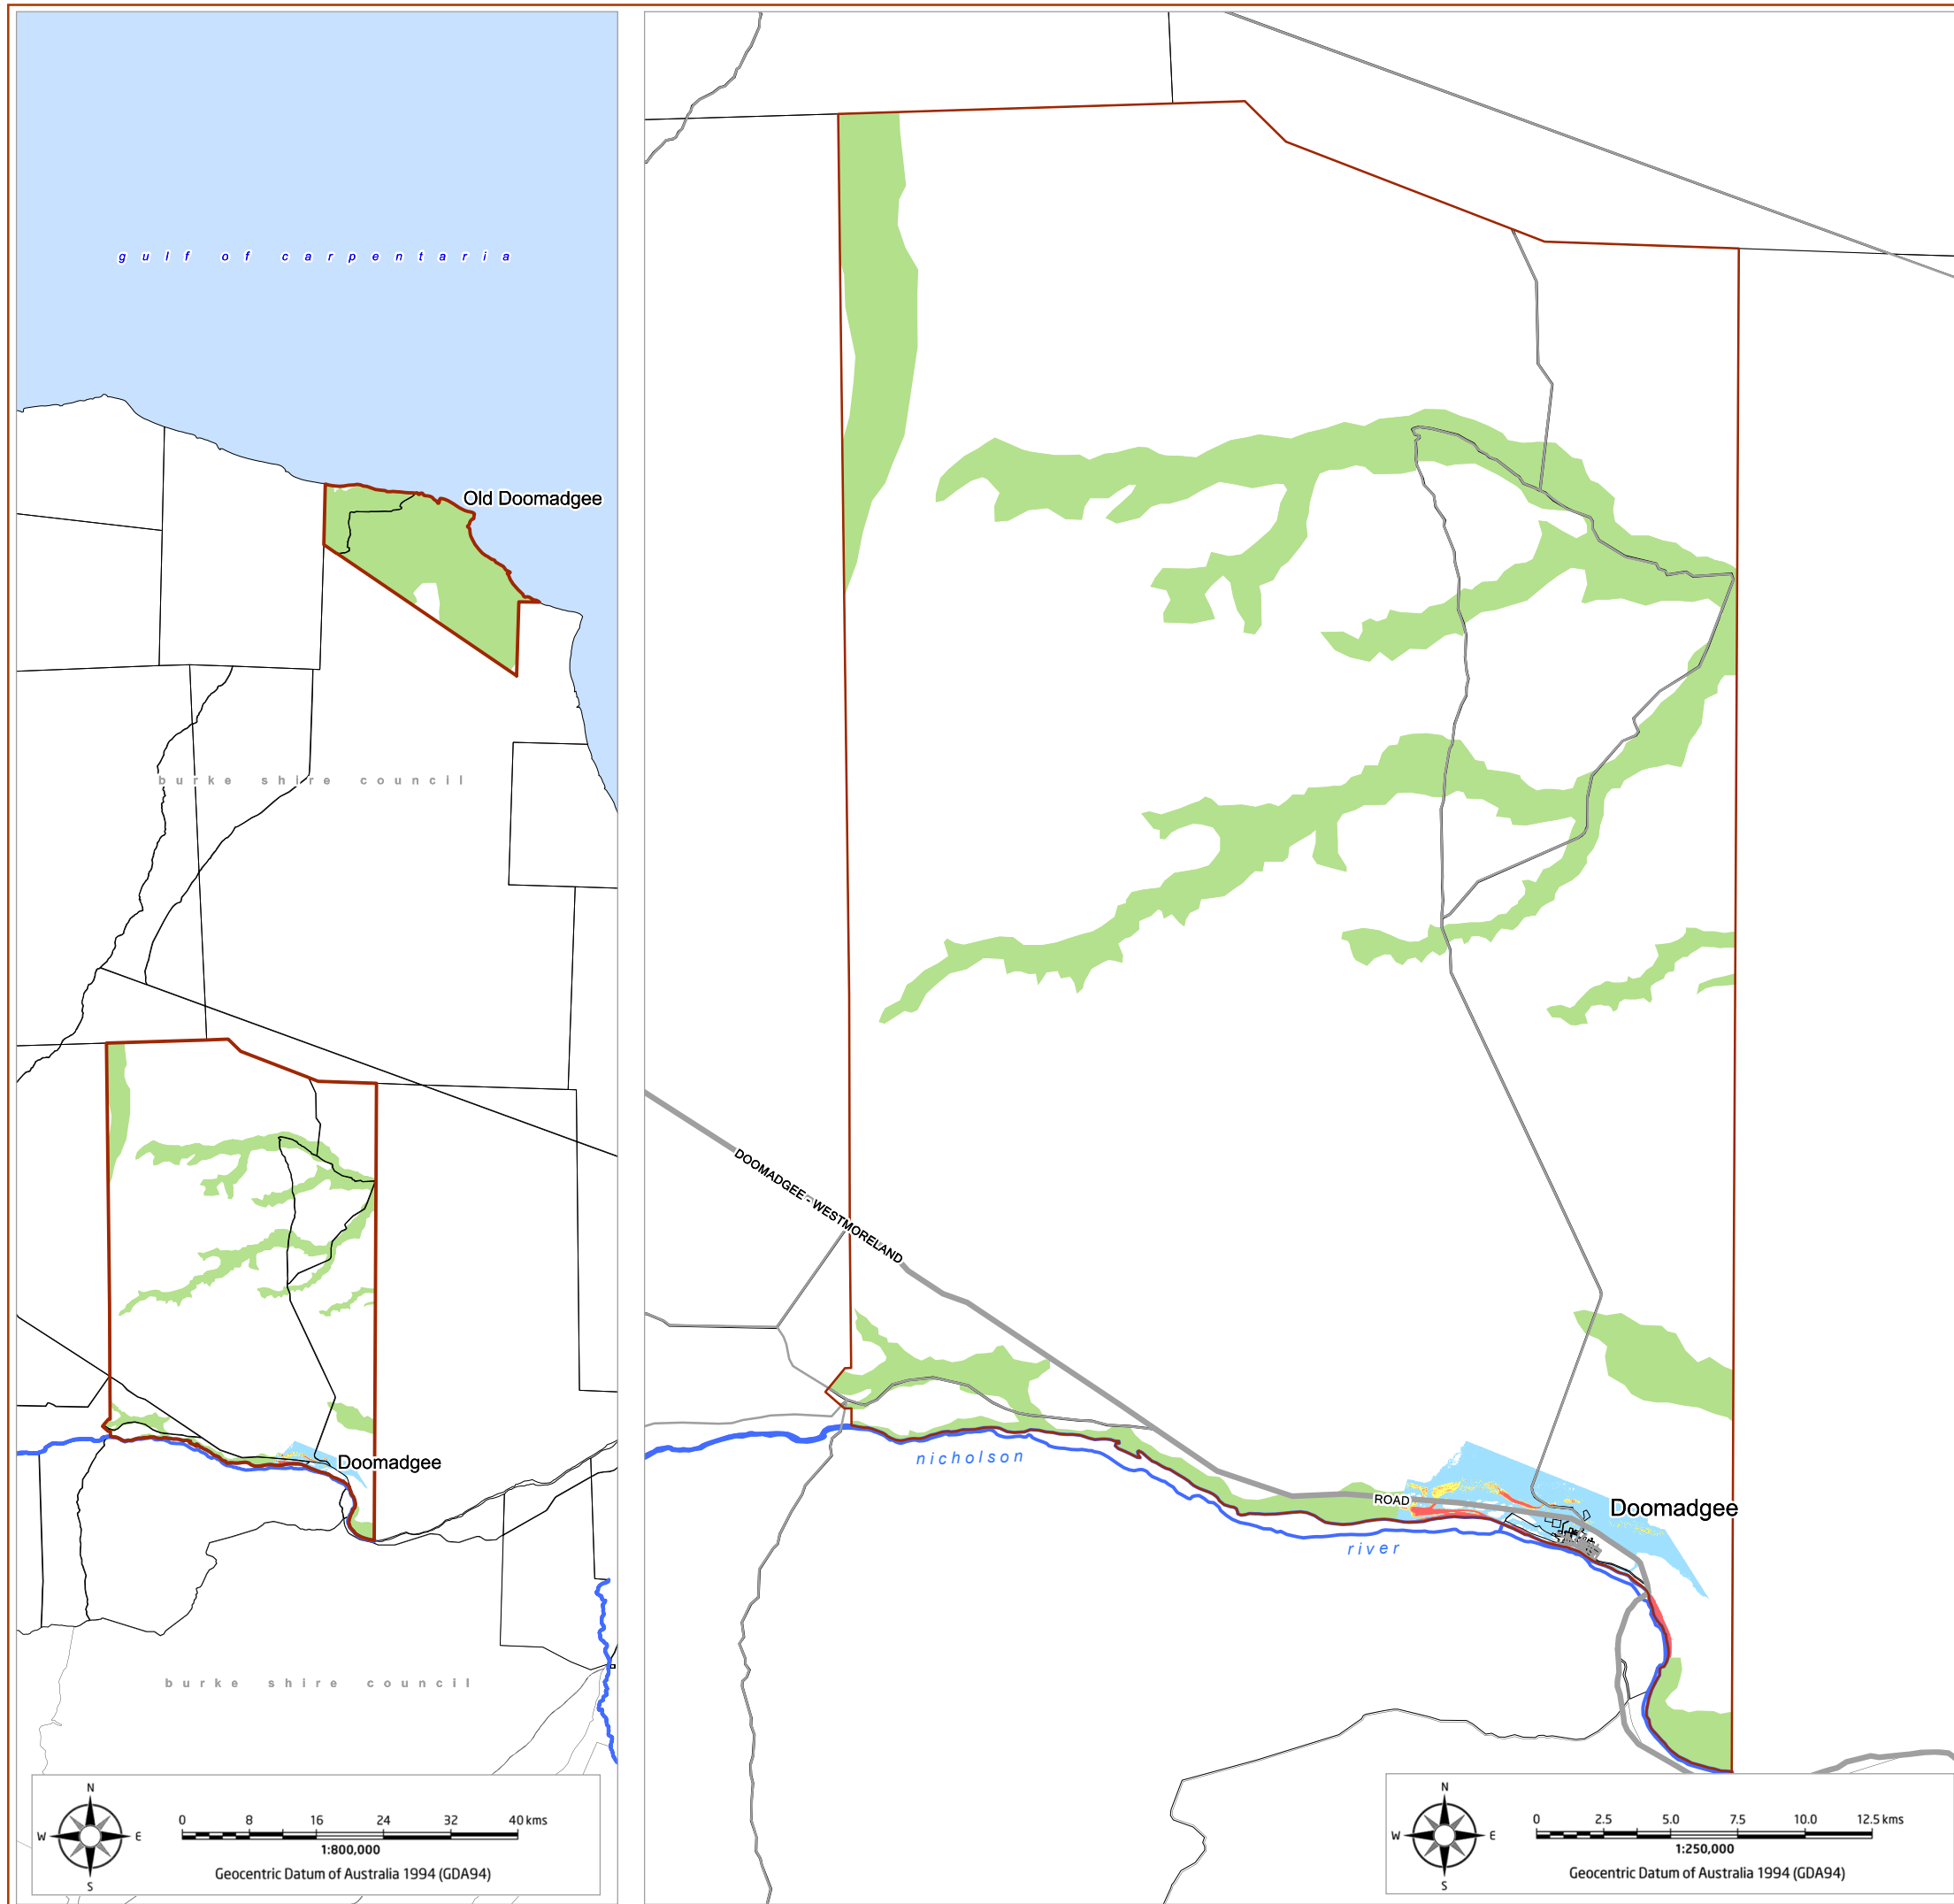 gulf of carpentaria
Old Doomadgee
burke shire council
Doomadgee
burke shire council
N
W E
S
0 8 16 24 32 40 kms
1:800,000
Geocentric Datum of Australia 1994 (GDA94)
DOOMADGEE - WESTMORELAND
ROAD
nicholson
river
Doomadgee
N
W E
S
0 2.5 5.0 7.5 10.0 12.5 kms
1:250,000
Geocentric Datum of Australia 1994 (GDA94)